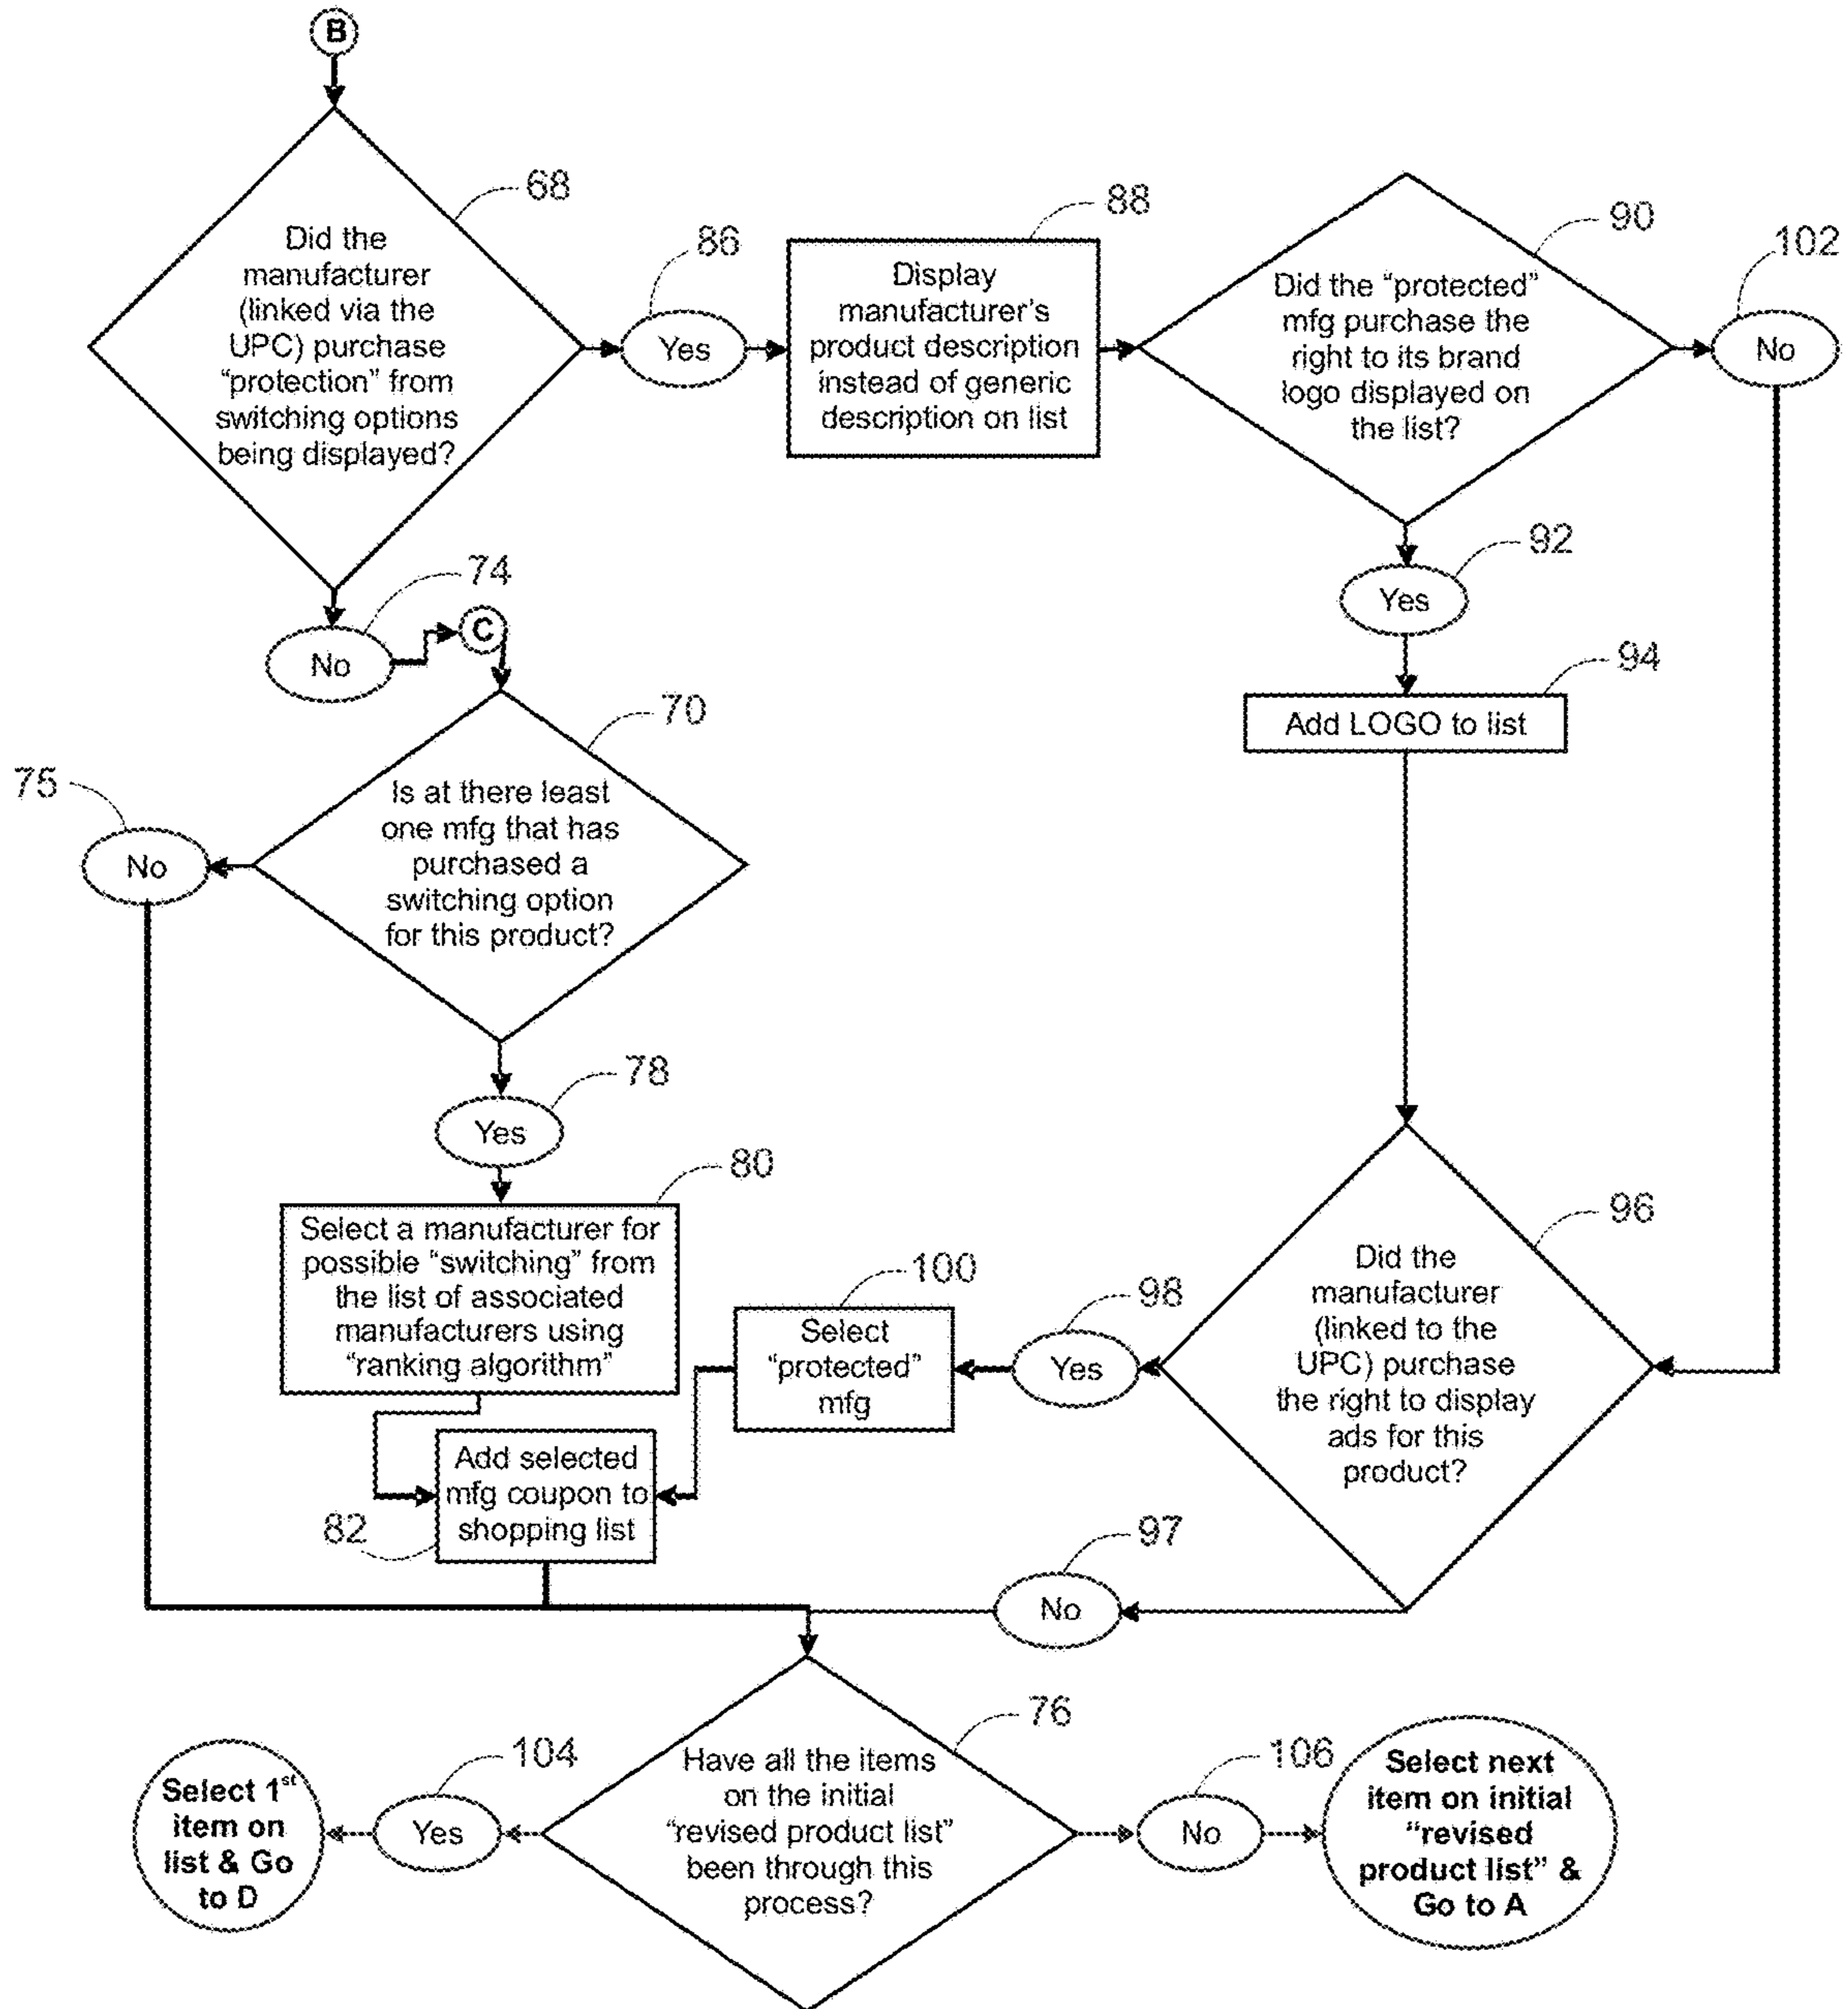 B
68
Did the
manufacturer
(linked via the
UPC) purchase
“protection” from
switching options
being displayed?
86
Yes
88
Display
manufacturer's
product description
instead of generic
description on list
90
Did the “protected”
mfg purchase the
right to its brand
logo displayed on
the list?
102
No
92
Yes
94
Add LOGO to list
74
No
C
70
Is at there least
one mfg that has
purchased a
switching option
for this product?
75
No
78
Yes
80
Select a manufacturer for
possible “switching” from
the list of associated
manufacturers using
“ranking algorithm”
96
Did the
manufacturer
(linked to the
UPC) purchase
the right to display
ads for this
product?
98
Yes
100
Select
“protected”
mfg
Add selected
mfg coupon to
shopping list
82
97
No
76
Have all the items
on the initial
“revised product list”
been through this
process?
104
Yes
Select 1st
item on
list & Go
to D
106
No
Select next
item on initial
“revised
product list” &
Go to A